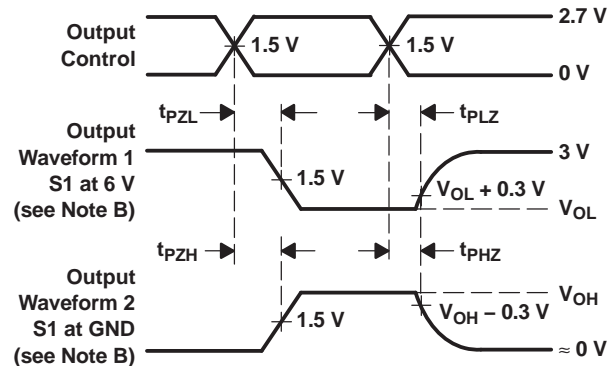 Output
Control
1.5 V
1.5 V
2.7 V
0 V
tPZL
tPLZ
Output
Waveform 1
S1 at 6 V
(see Note B)
1.5 V
3 V
VOL + 0.3 V
VOL
tPZH
tPHZ
Output
Waveform 2
S1 at GND
(see Note B)
1.5 V
VOH
VOH − 0.3 V
≈ 0 V